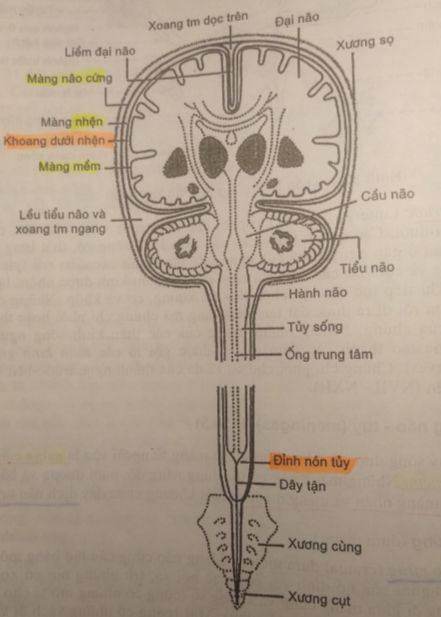 Xoang tm dọc trên
Đại não
Liềm đại não
Xương sọ
Màng não cứng
Màng nhện
Khoang dưới nhện
Màng mềm
Cầu não
Lều tiểu não và
xoang tm ngang
Tiểu não
Hành não
Tủy sống
Ống trung tâm
Đỉnh nón tủy
Dây tận
Xương cùng
Xương cụt